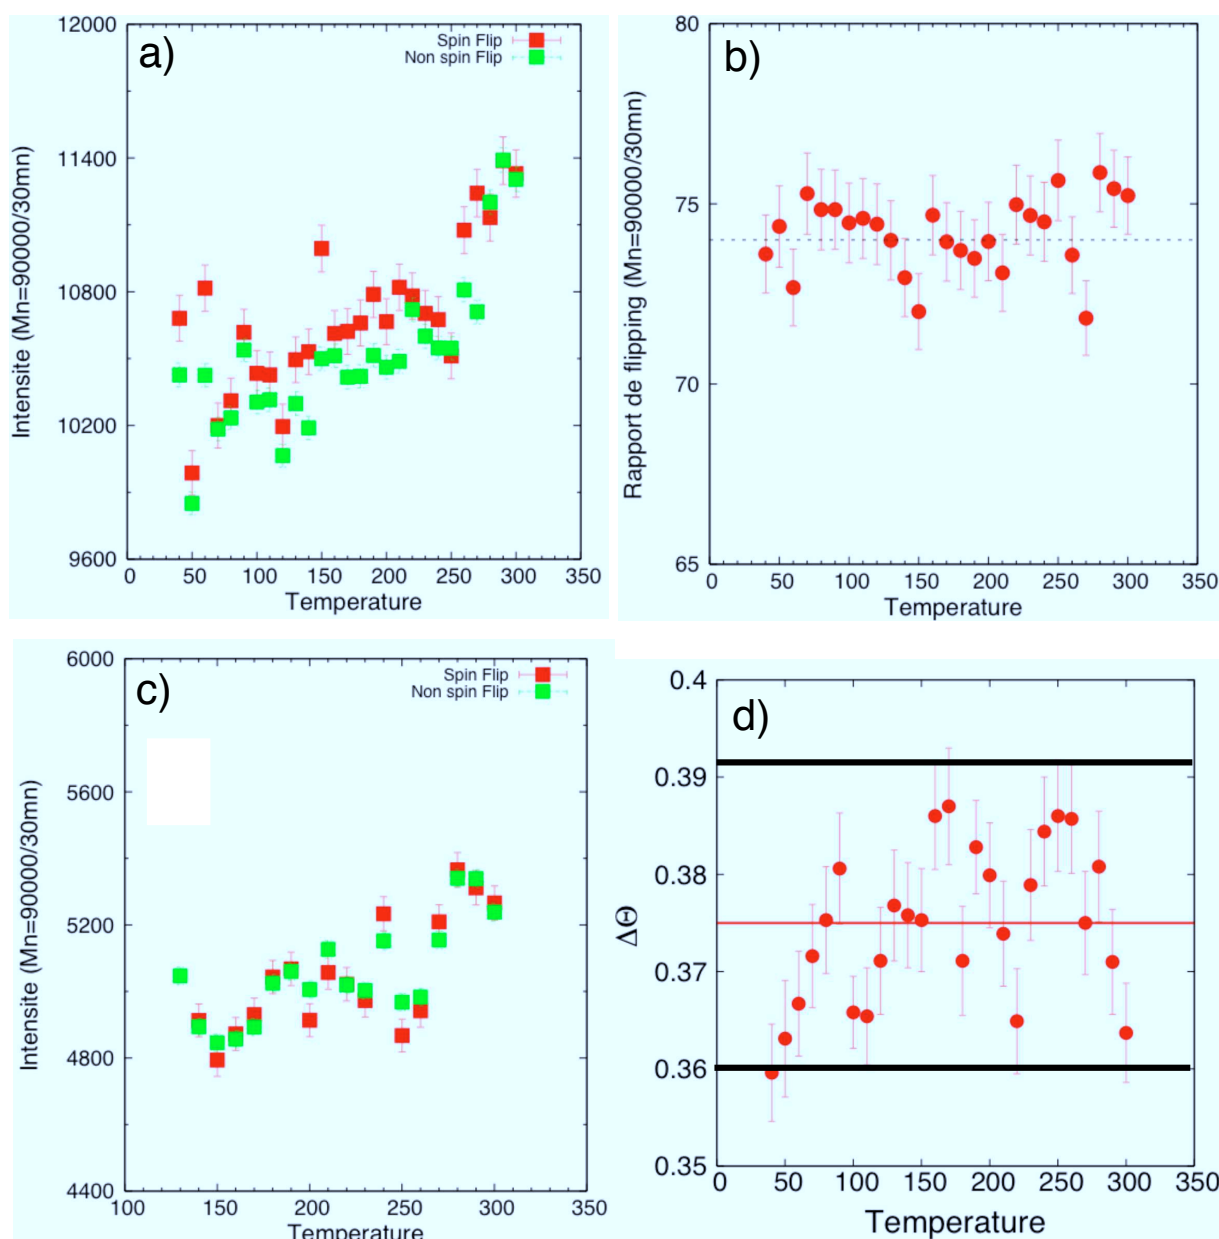 a)
Spin Flip
Non spin Flip
12000
11400
10800
10200
9600
Intensite (Mn=90000/30mn)
0 50 100 150 200 250 300 350
Temperature
b)
80
75
70
65
Rapport de flipping (Mn=90000/30mn)
0 50 100 150 200 250 300 350
Temperature
c)
Spin Flip
Non spin Flip
6000
5600
5200
4800
4400
Intensite (Mn=90000/30mn)
100 150 200 250 300 350
Temperature
d)
0.4
0.39
0.38
0.37
0.36
0.35
ΔΘ
0 50 100 150 200 250 300 350
Temperature